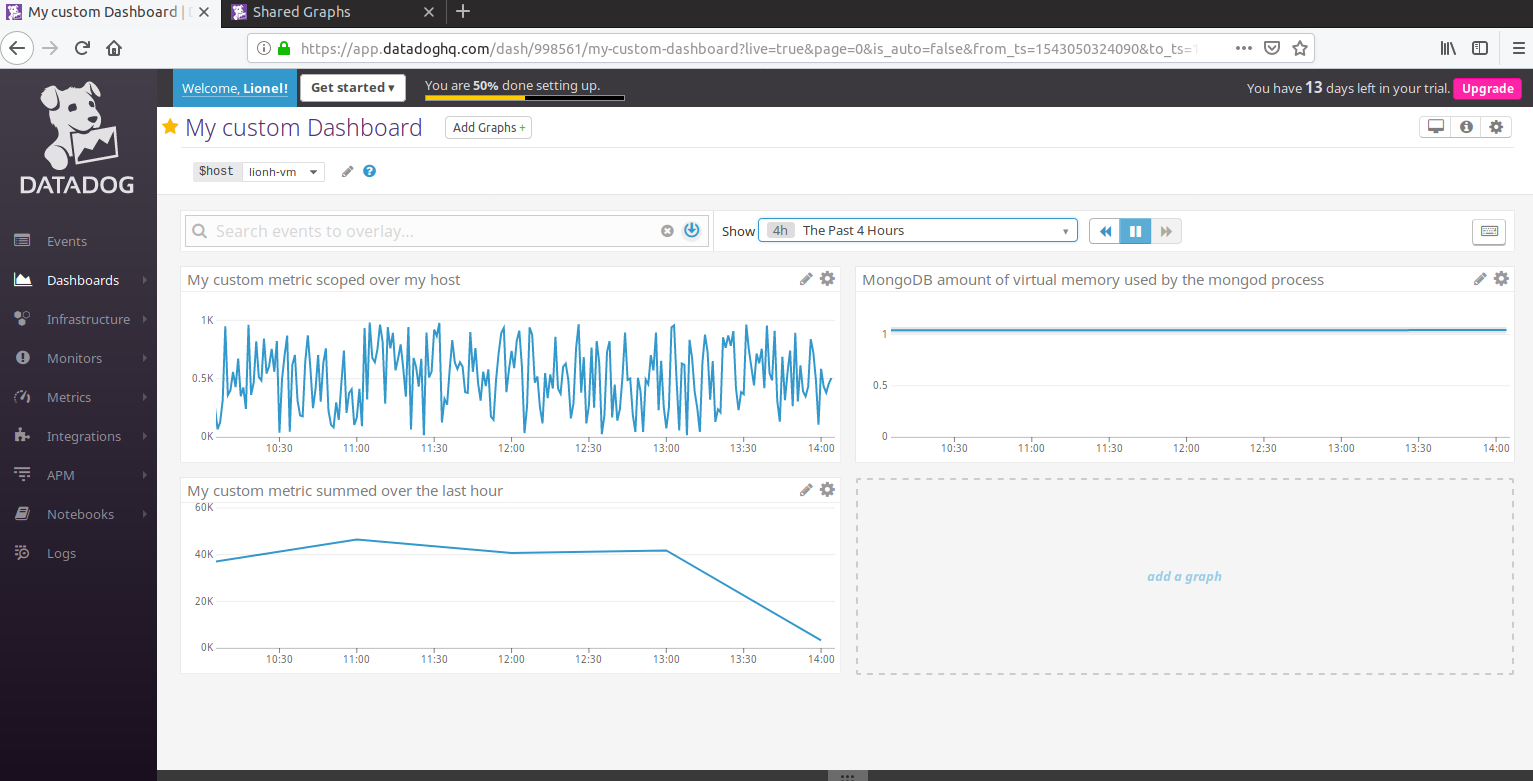 My custom Dashboard |
Shared Graphs
https://app.datadoghq.com/dash/998561/my-custom-dashboard?live=true&page=0&is_auto=false&from_ts=1543050324090&to_ts=1
DATADOG
Events
Dashboards
Infrastructure
Monitors
Metrics
Integrations
APM
Notebooks
Logs
Welcome, Lionel!
Get started ▾
You are 50% done setting up.
You have 13 days left in your trial.
Upgrade
My custom Dashboard
Add Graphs +
$host lionh-vm
Search events to overlay...
Show 4h The Past 4 Hours
My custom metric scoped over my host
1K
0.5K
0K
10:30 11:00 11:30 12:00 12:30 13:00 13:30 14:00
MongoDB amount of virtual memory used by the mongod process
1
0.5
0
10:30 11:00 11:30 12:00 12:30 13:00 13:30 14:00
My custom metric summed over the last hour
60K
40K
20K
0K
10:30 11:00 11:30 12:00 12:30 13:00 13:30 14:00
add a graph